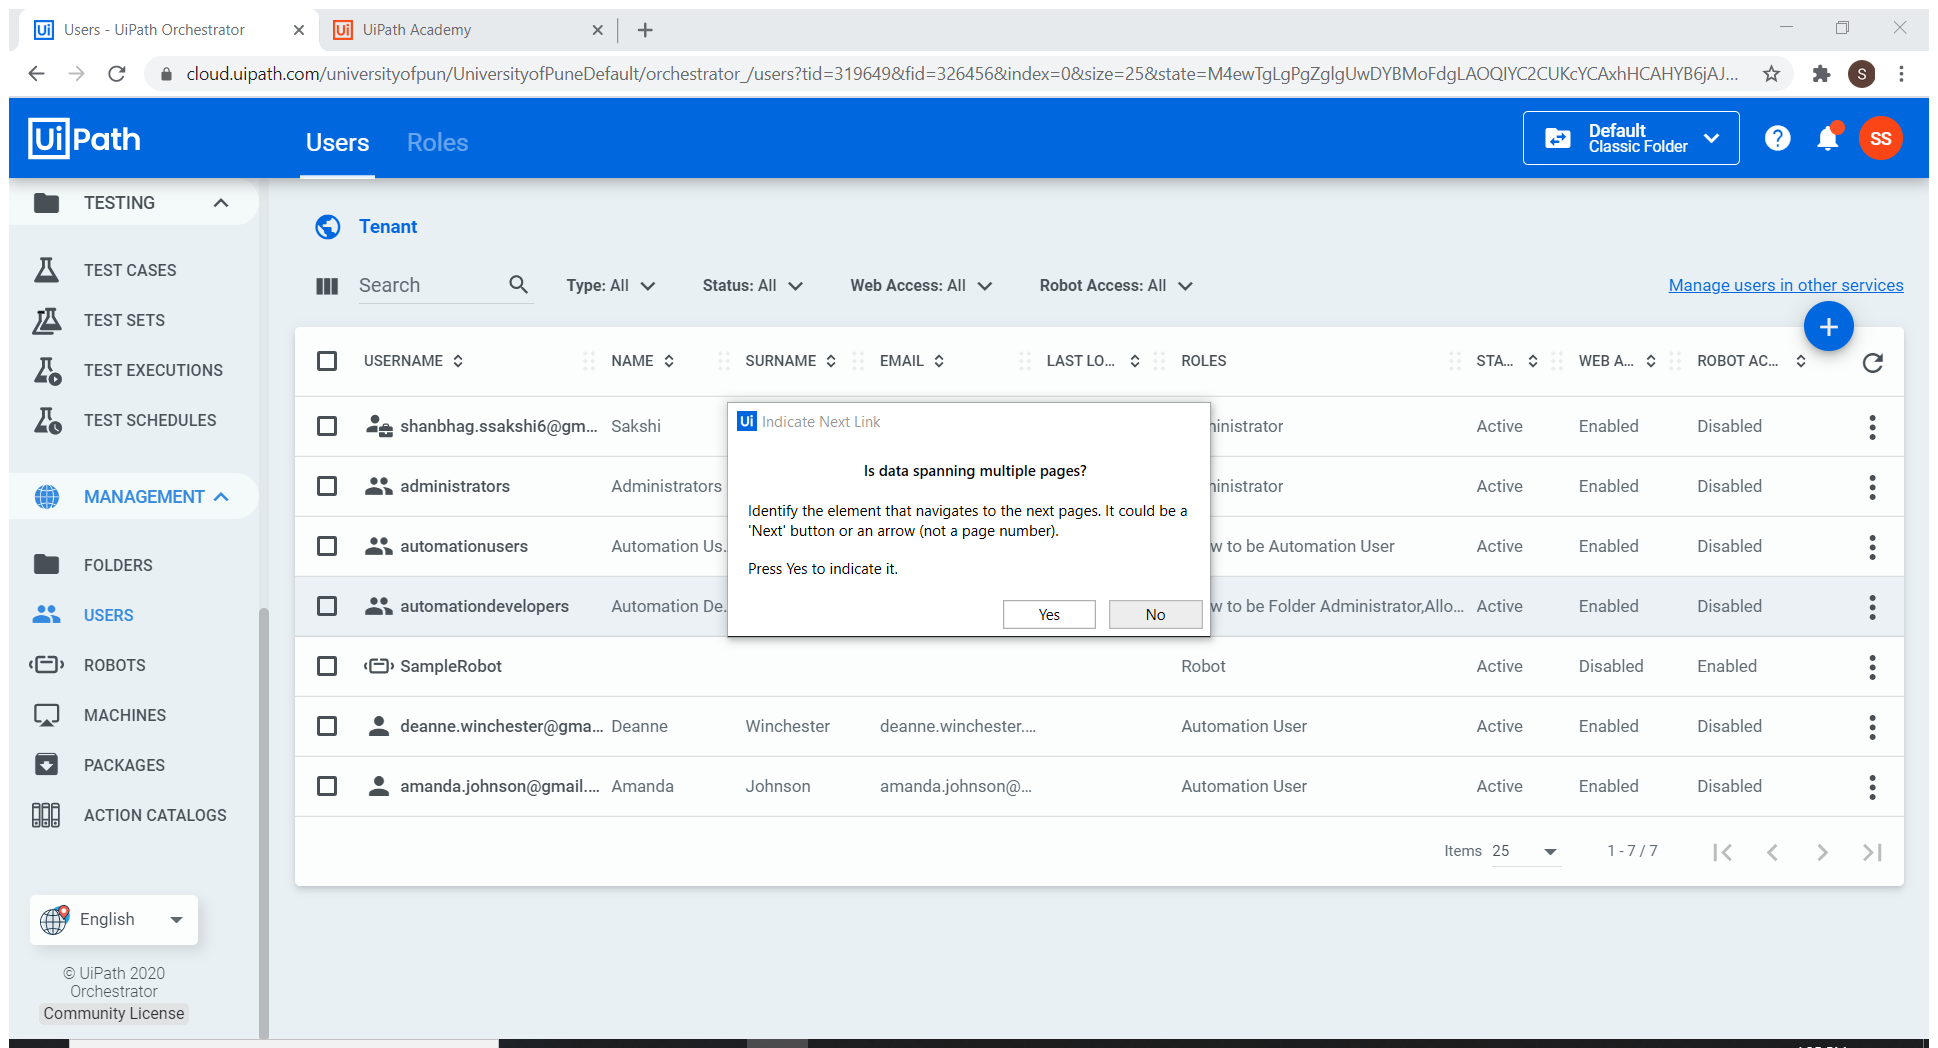 Users - UiPath Orchestrator
UiPath Academy
cloud.uipath.com/universityofpun/UniversityofPuneDefault/orchestrator_/users?tid=319649&fid=326456&index=0&size=25&state=M4ewTgLgPgZglgUwDYBMoFdgLAOQIYC2CUKcYCAxhHCAHYB6jAJ...
S
UiPath
Users
Roles
Default
Classic Folder
SS
TESTING
TEST CASES
TEST SETS
TEST EXECUTIONS
TEST SCHEDULES
MANAGEMENT
FOLDERS
USERS
ROBOTS
MACHINES
PACKAGES
ACTION CATALOGS
English
© UiPath 2020
Orchestrator
Community License
Tenant
Search
Type: All
Status: All
Web Access: All
Robot Access: All
Manage users in other services
USERNAME NAME SURNAME EMAIL LAST LO... ROLES STA... WEB A... ROBOT AC...
shanbhag.ssakshi6@gm... Sakshi inistrator Active Enabled Disabled
administrators Administrators inistrator Active Enabled Disabled
automationusers Automation Us. w to be Automation User Active Enabled Disabled
automationdevelopers Automation De. w to be Folder Administrator,Allo... Active Enabled Disabled
SampleRobot Robot Active Disabled Enabled
deanne.winchester@gma... Deanne Winchester deanne.winchester.... Automation User Active Enabled Disabled
amanda.johnson@gmail.... Amanda Johnson amanda.johnson@... Automation User Active Enabled Disabled
Items 25 1 - 7 / 7
Ui Indicate Next Link
Is data spanning multiple pages?
Identify the element that navigates to the next pages. It could be a
'Next' button or an arrow (not a page number).
Press Yes to indicate it.
Yes
No